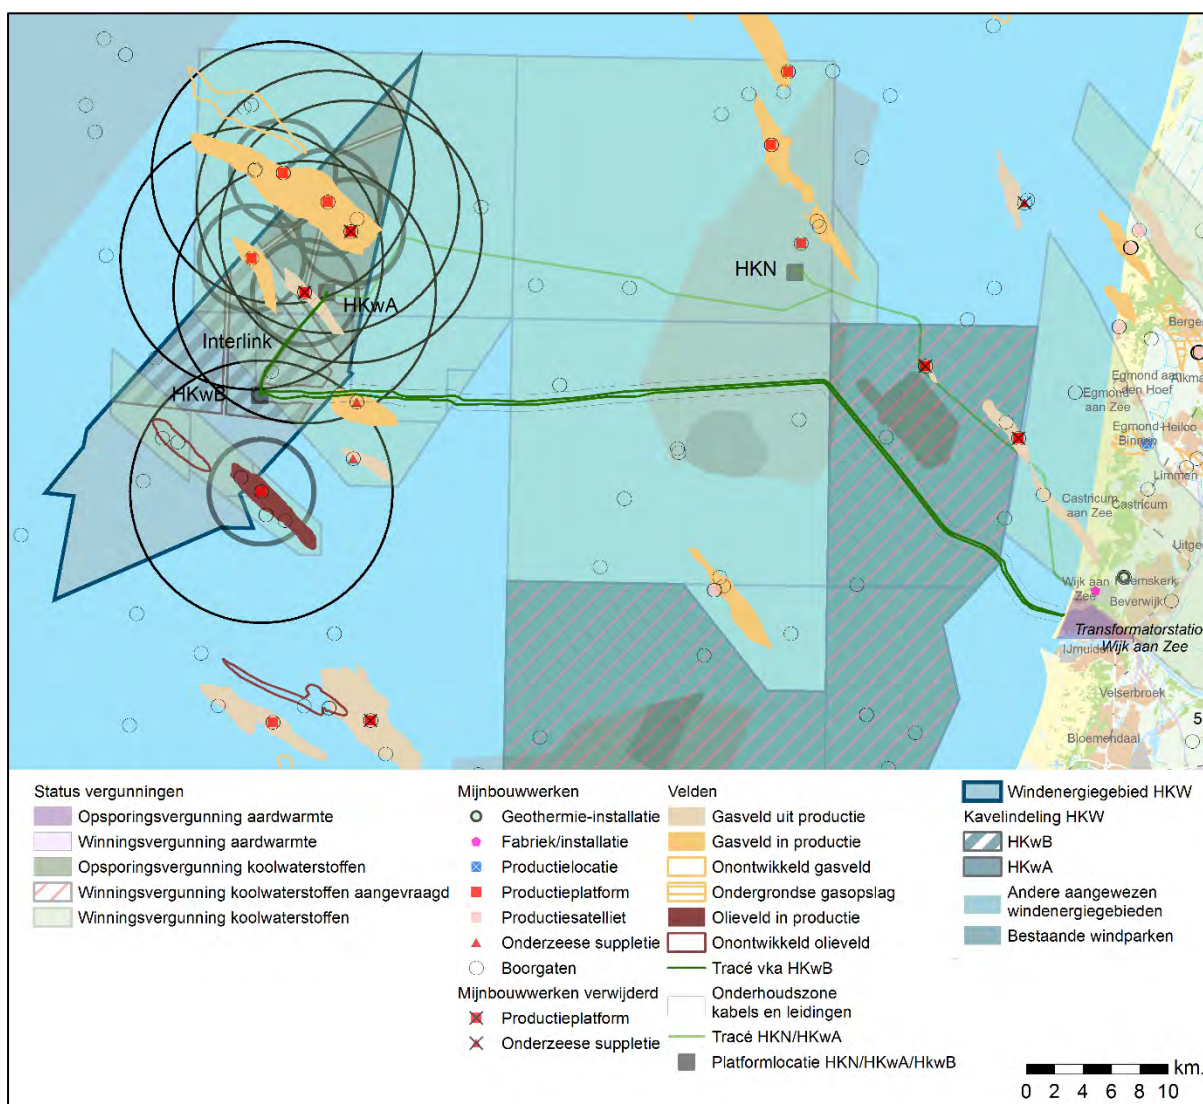 HKN
HKwA
Interlink
HKwB
Bergen
Alkma
Egmond aan
den Hoef
Egmond
aan Zee
Egmond
Binnen
Heiloo
Limmen
Castricum
aan Zee
Castricum
Uitgee
Wijk aan
Zee
Heemskerk
Beverwijk
Transformatorstatio
Wijk aan Zee
IJmuiden
Velserbroek
Bloemendaal
5
Status vergunningen
Opsporingsvergunning aardwarmte
Winningsvergunning aardwarmte
Opsporingsvergunning koolwaterstoffen
Winningsvergunning koolwaterstoffen aangevraagd
Winningsvergunning koolwaterstoffen
Mijnbouwwerken
Geothermie-installatie
Fabriek/installatie
Productielocatie
Productieplatform
Productiesatelliet
Onderzeese suppletie
Boorgaten
Mijnbouwwerken verwijderd
Productieplatform
Onderzeese suppletie
Velden
Gasveld uit productie
Gasveld in productie
Onontwikkeld gasveld
Ondergrondse gasopslag
Olieveld in productie
Onontwikkeld olieveld
Tracé vka HKwB
Onderhoudszone
kabels en leidingen
Tracé HKN/HKwA
Platformlocatie HKN/HKwA/HkwB
Windenergiegebied HKW
Kavelindeling HKW
HKwB
HKwA
Andere aangewezen
windenergiegebieden
Bestaande windparken
km.
0 2 4 6 8 10